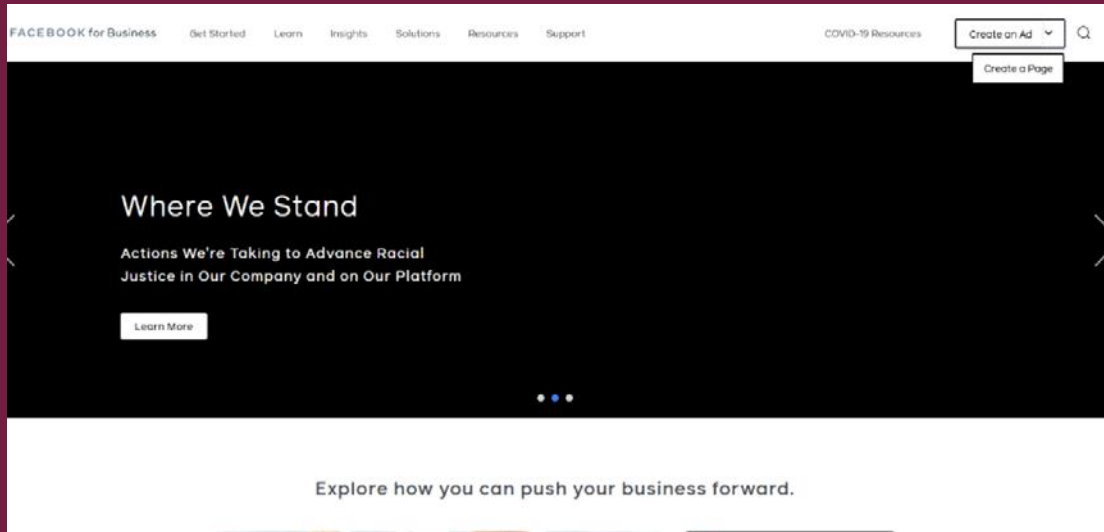 FACEBOOK for Business Get Started Learn Insights Solutions Resources Support COVID-19 Resources Create an Ad
Create a Page
Where We Stand
Actions We're Taking to Advance Racial
Justice in Our Company and on Our Platform
Learn More
Explore how you can push your business forward.